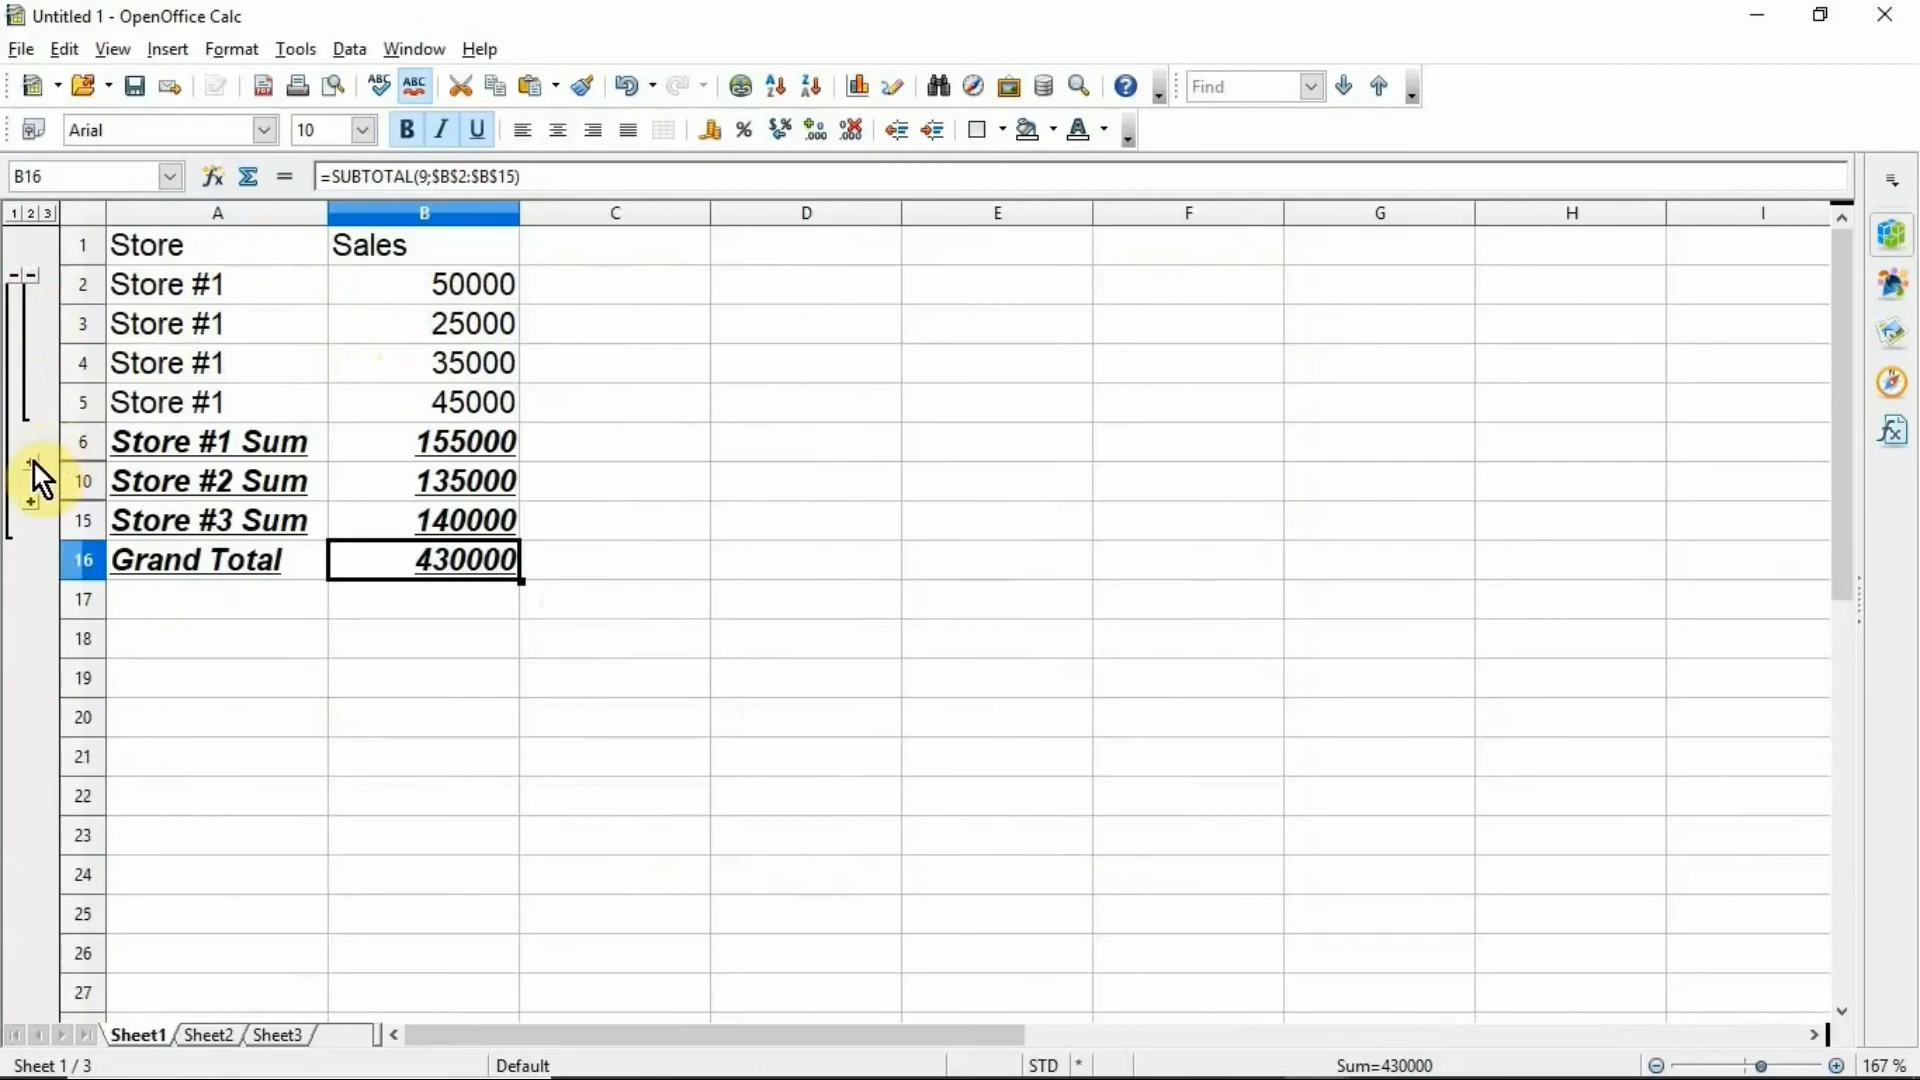 Untitled 1 - OpenOffice Calc
File Edit View Insert Format Tools Data Window Help
Find
Arial 10
B16 =SUBTOTAL(9;$B$2:$B$15)
1 2 3 A B C D E F G H I
1 Store Sales
2 Store #1 50000
3 Store #1 25000
4 Store #1 35000
5 Store #1 45000
6 Store #1 Sum 155000
10 Store #2 Sum 135000
15 Store #3 Sum 140000
16 Grand Total 430000
17
18
19
20
21
22
23
24
25
26
27
Sheet1 Sheet2 Sheet3
Sheet 1 / 3 Default STD * Sum=430000 167 %